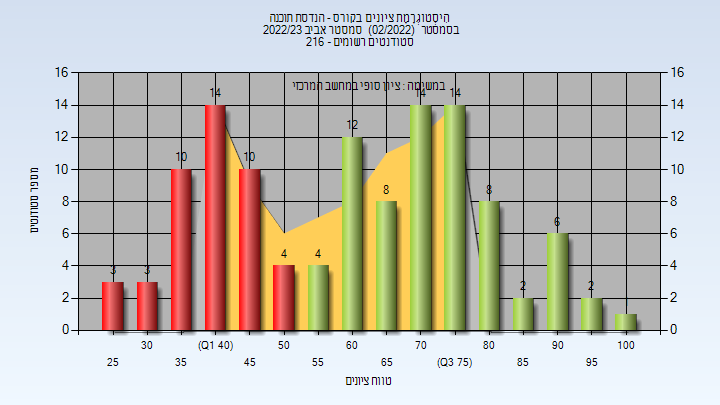 היסטוגרמת ציונים בקורס - הנדסת תוכנה
בסמסטר (02/2022) סמסטר אביב 2022/23
סטודנטים רשומים - 216
במשימה : ציון סופי במחשב המרכזי
מספר סטודנטים
16 14 12 10 8 6 4 2 0
3 3 10 14 10 4 4 12 8 14 14 8 2 6 2
16 14 12 10 8 6 4 2 0
30 (Q1 40) 50 60 70 80 90 100
25 35 45 55 65 (Q3 75) 85 95
טווח ציונים